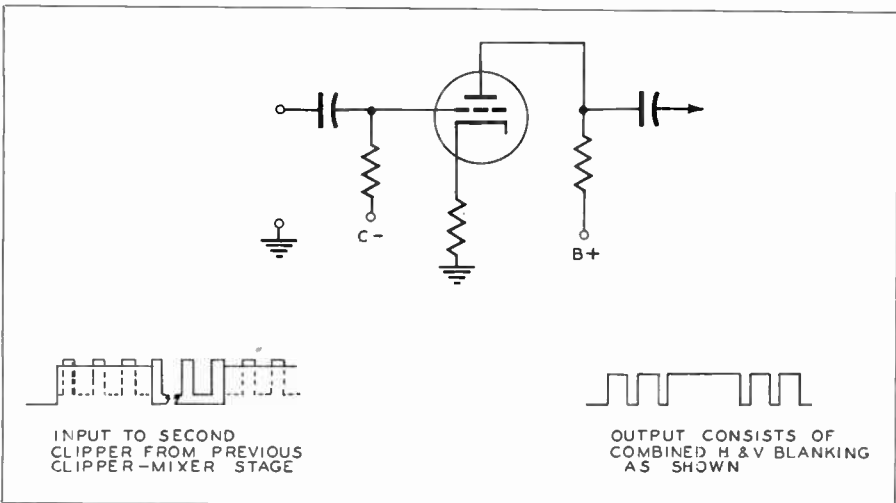 C-
B+
INPUT TO SECOND
CLIPPER FROM PREVIOUS
CLIPPER-MIXER STAGE
OUTPUT CONSISTS OF
COMBINED H & V BLANKING
AS SHOWN